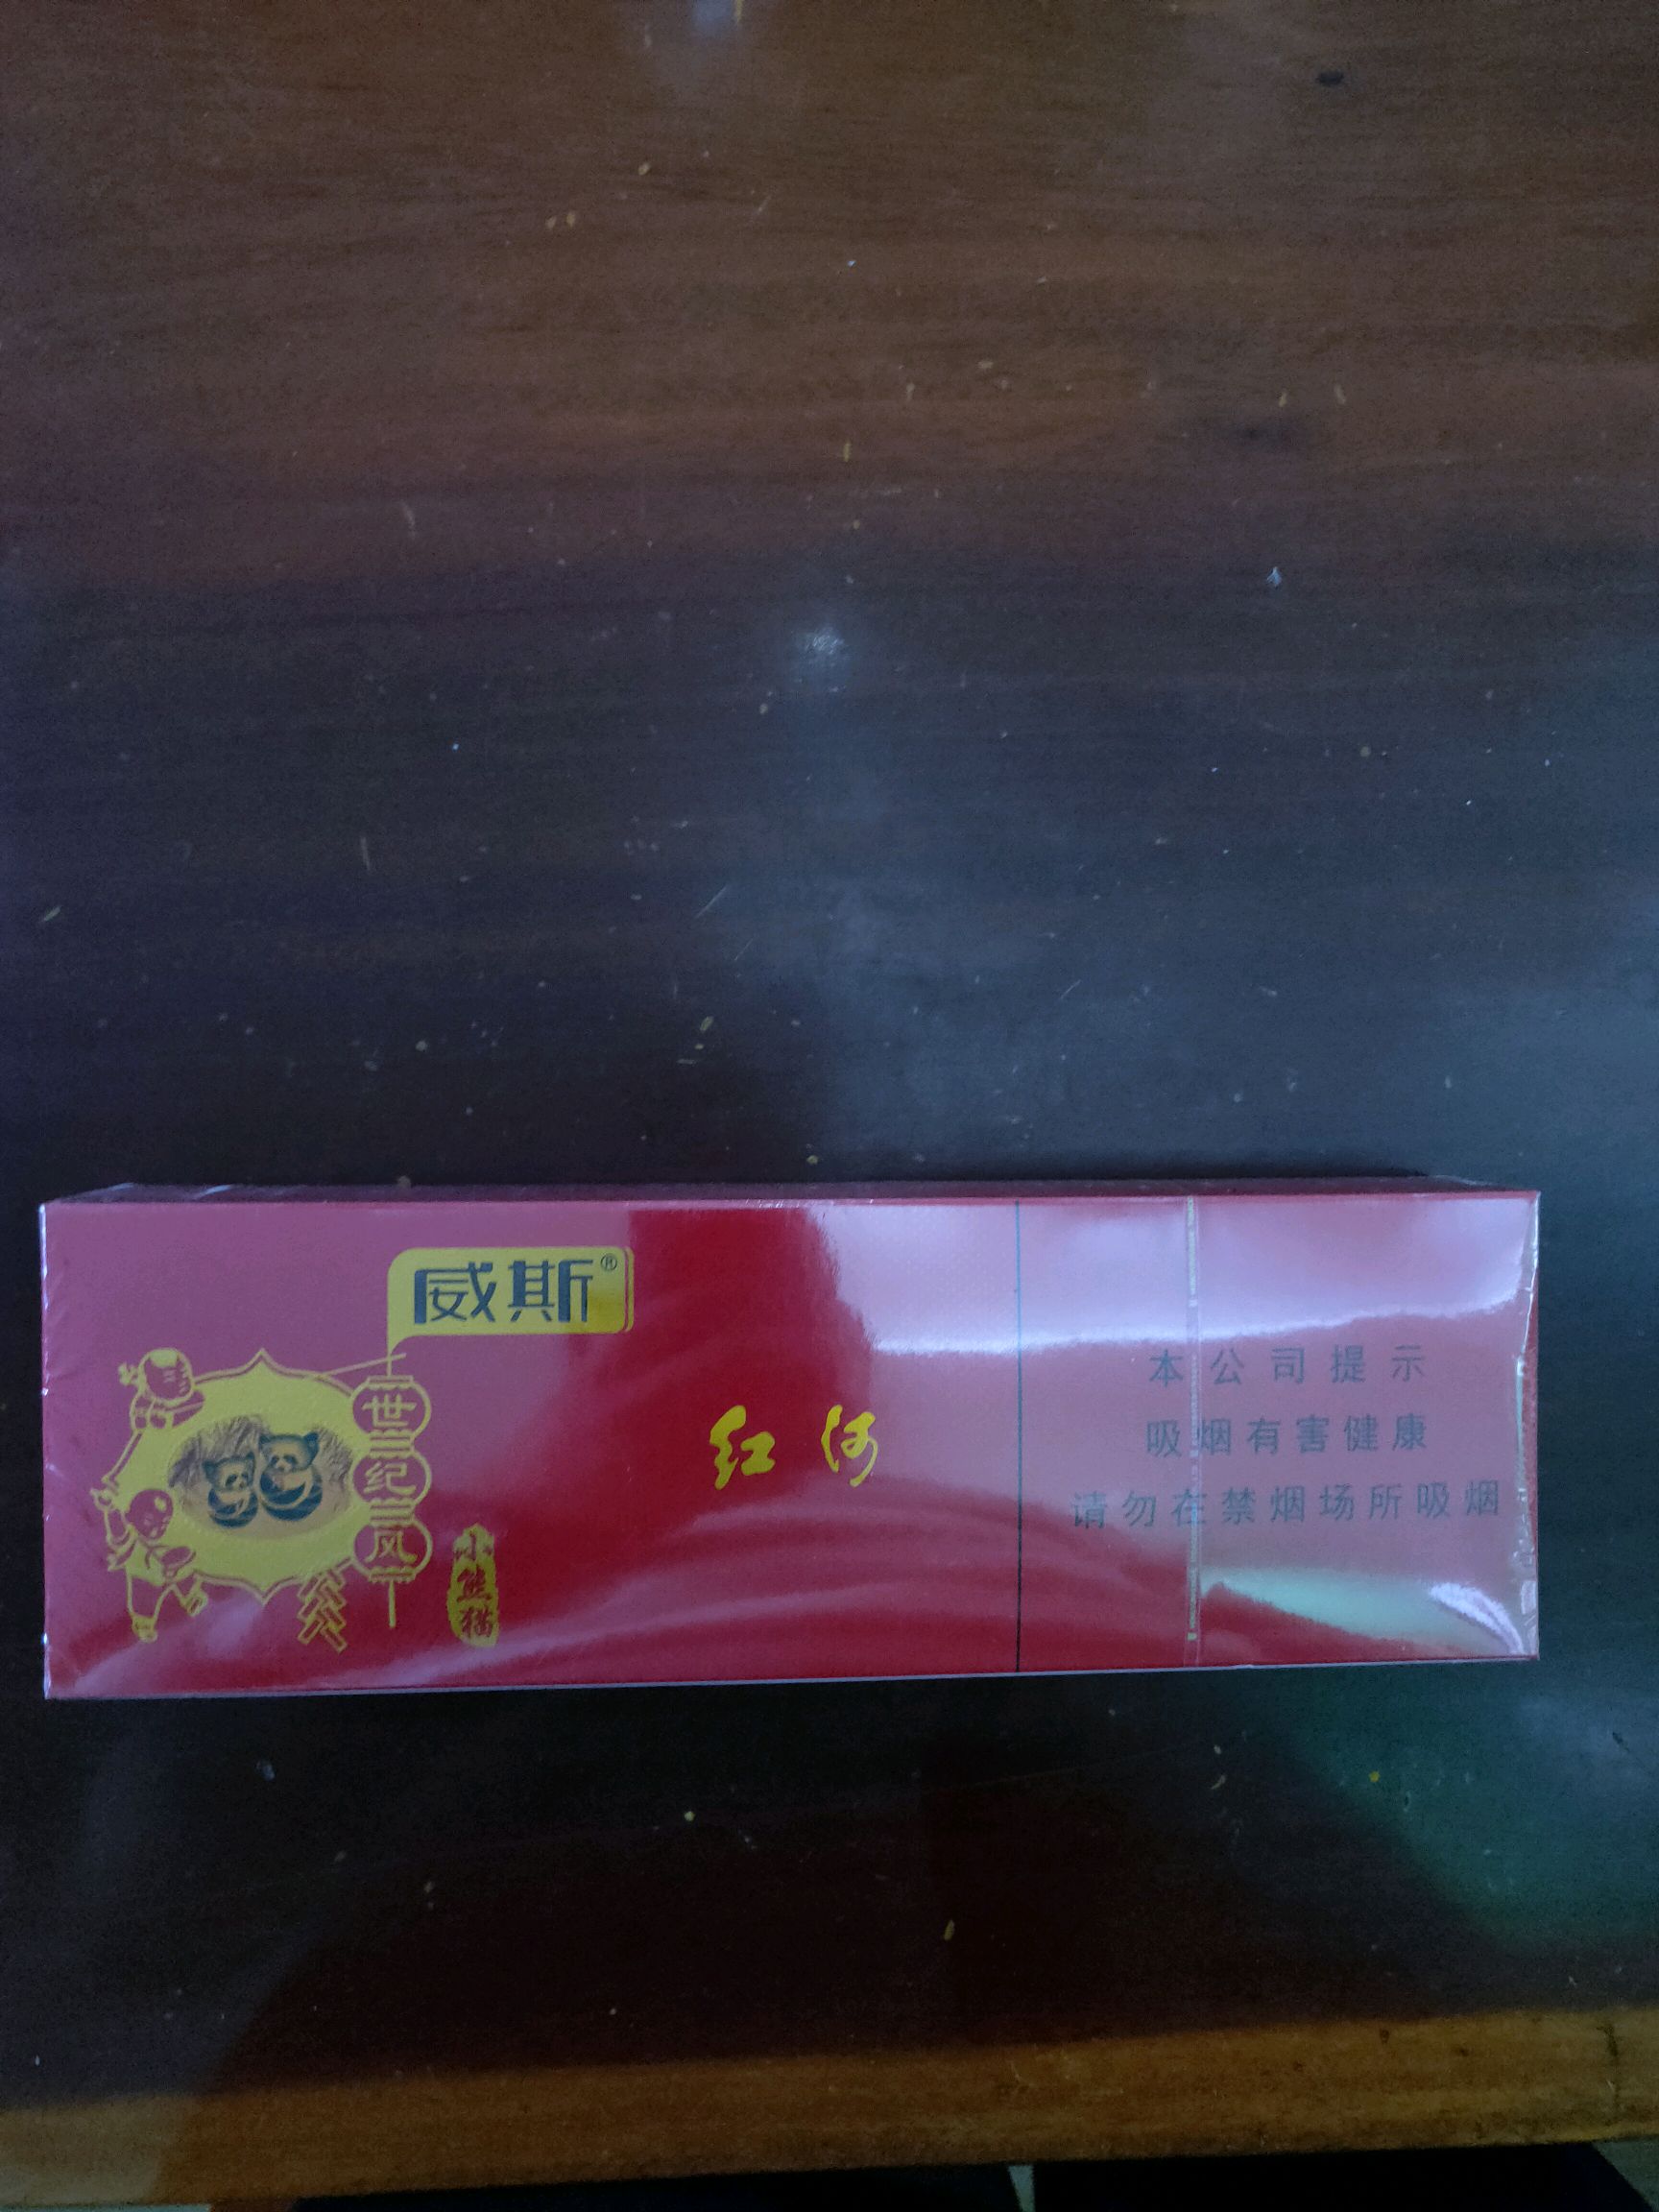 威斯®
世纪风
小熊猫
红河
本公司提示
吸烟有害健康
请勿在禁烟场所吸烟